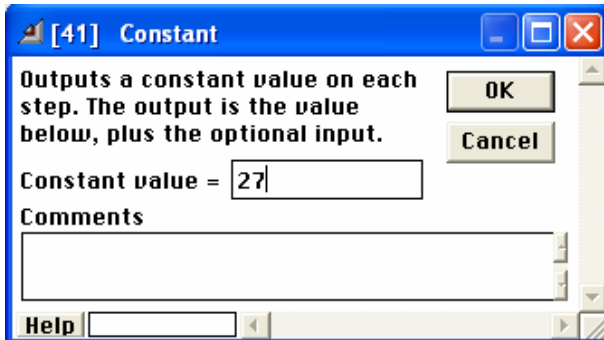 [41] Constant
Outputs a constant value on each
step. The output is the value
below, plus the optional input.
OK
Cancel
Constant value = 27
Comments
Help